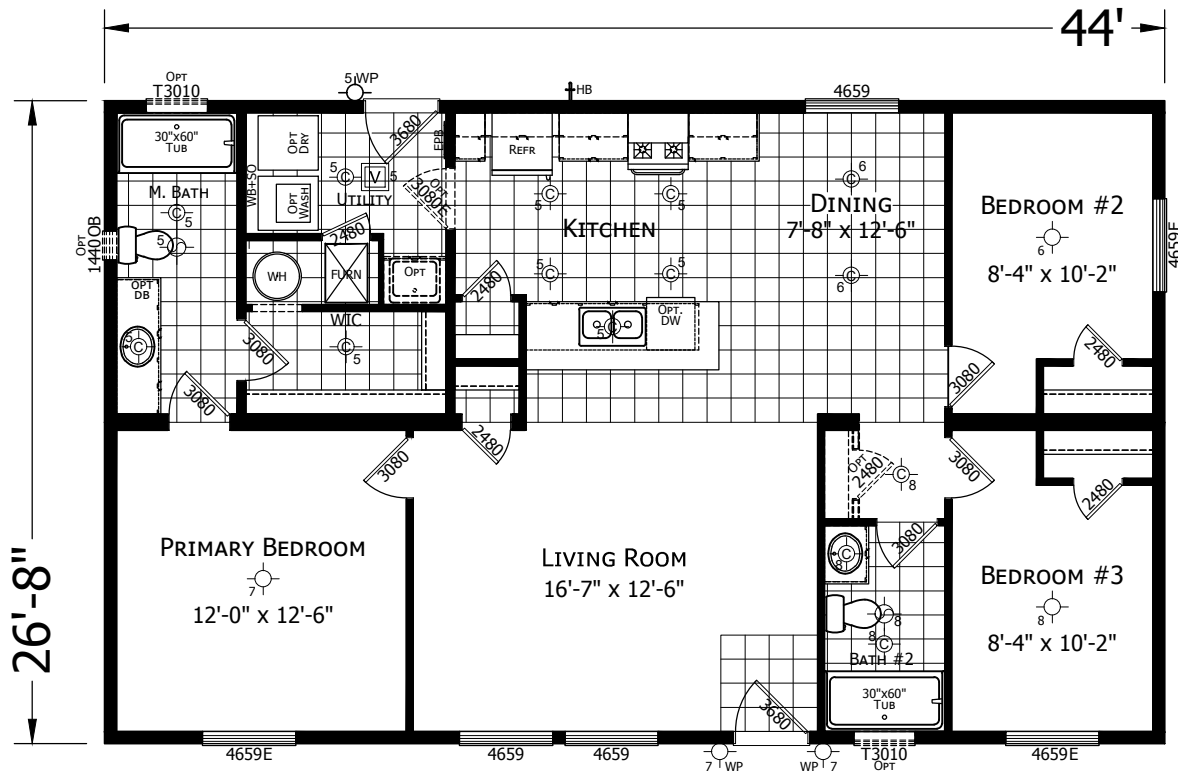 44'
26'-8"
OPT
T3010
5 WP
HB
4659
30"x60"
TUB
M. BATH
C
5
5
OPT
1440 OB
OPT
DB
C
5
3080
3080
WB+SO
OPT
DRY
OPT
WASH
C
5
V
5
UTILITY
3680
EPB
OPT
3080E
2480
WH
FURN
OPT
WIC
C
5
REFR
C
5
C
5
KITCHEN
C
5
C
5
2480
C
5
OPT.
DW
2480
DINING
7'-8" x 12'-6"
C
6
C
6
BEDROOM #2
6
8'-4" x 10'-2"
4659E
2480
3080
3080
PRIMARY BEDROOM
7
12'-0" x 12'-6"
LIVING ROOM
16'-7" x 12'-6"
OPT
2480
C
8
3080
3080
2480
C
8
8
C
8
BATH #2
30"x60"
TUB
BEDROOM #3
8
8'-4" x 10'-2"
3680
4659E
4659
4659
7 WP
WP 7
T3010
OPT
4659E